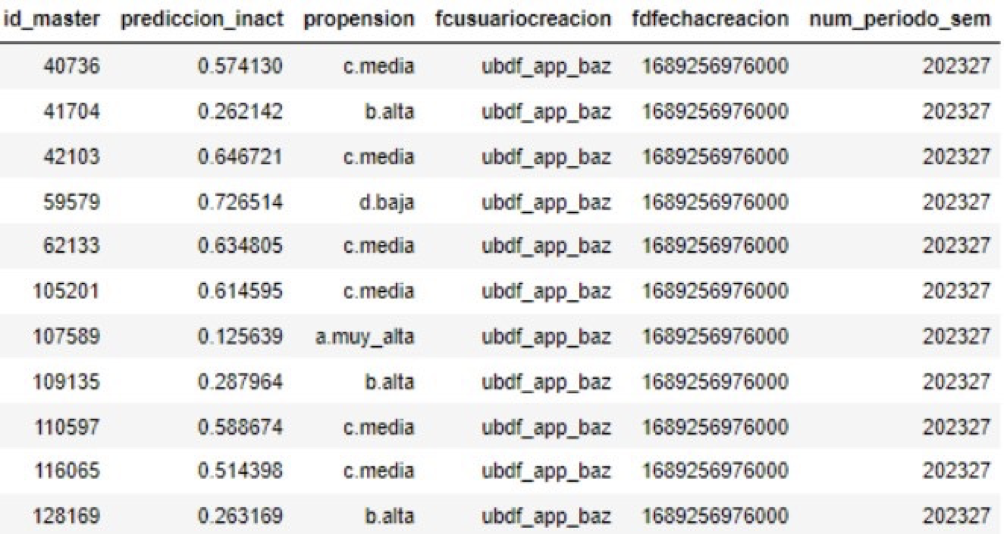 id_master prediccion_inact propension fcusuariocreacion fdfechacreacion num_periodo_sem
40736 0.574130 c.media ubdf_app_baz 1689256976000 202327
41704 0.262142 b.alta ubdf_app_baz 1689256976000 202327
42103 0.646721 c.media ubdf_app_baz 1689256976000 202327
59579 0.726514 d.baja ubdf_app_baz 1689256976000 202327
62133 0.634805 c.media ubdf_app_baz 1689256976000 202327
105201 0.614595 c.media ubdf_app_baz 1689256976000 202327
107589 0.125639 a.muy_alta ubdf_app_baz 1689256976000 202327
109135 0.287964 b.alta ubdf_app_baz 1689256976000 202327
110597 0.588674 c.media ubdf_app_baz 1689256976000 202327
116065 0.514398 c.media ubdf_app_baz 1689256976000 202327
128169 0.263169 b.alta ubdf_app_baz 1689256976000 202327